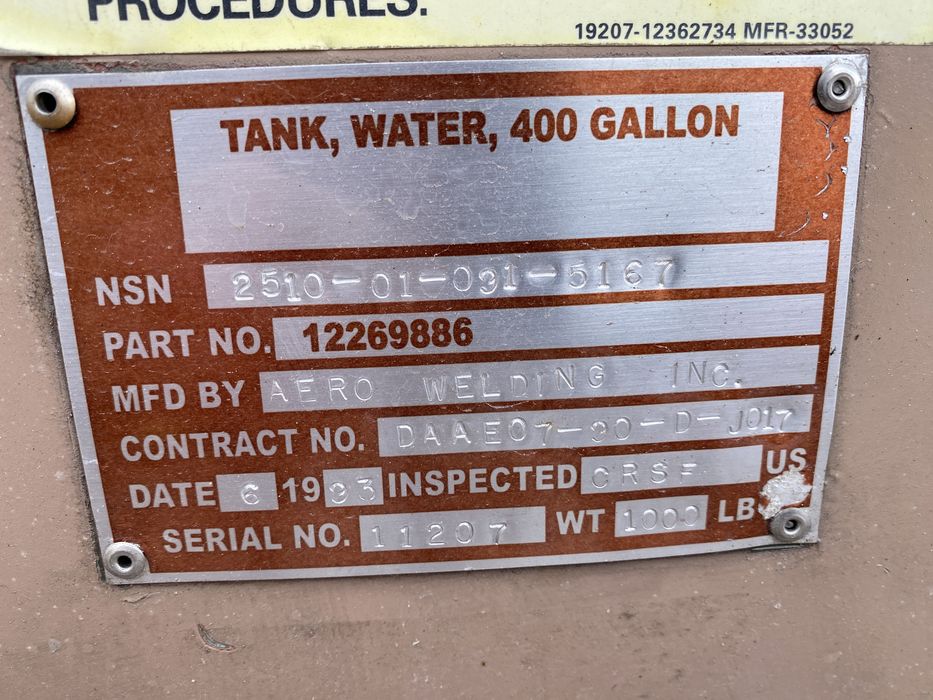 PROCEDURES.
19207-12362734 MFR-33052
TANK, WATER, 400 GALLON
NSN 2510-01-091-5167
PART NO. 12269886
MFD BY AERO WELDING INC.
CONTRACT NO. DAAE07-90-D-J017
DATE 6 1993 INSPECTED CRSF US
SERIAL NO. 11207 WT 1000 LB